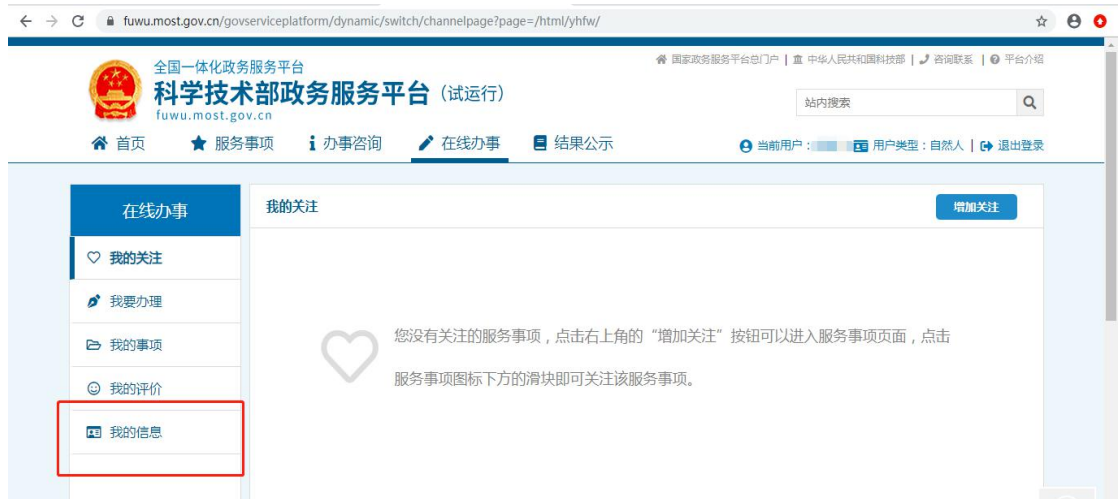 fuwu.most.gov.cn/govserviceplatform/dynamic/switch/channelpage?page=/html/yhfw/
国家政务服务平台总门户 | 中华人民共和国科技部 | 咨询联系 | 平台介绍
全国一体化政务服务平台
科学技术部政务服务平台（试运行）
fuwu.most.gov.cn
站内搜索
首页 服务事项 办事咨询 在线办事 结果公示
当前用户： 用户类型：自然人 | 退出登录
在线办事
我的关注
我要办理
我的事项
我的评价
我的信息
我的关注 增加关注
您没有关注的服务事项，点击右上角的“增加关注”按钮可以进入服务事项页面，点击
服务事项图标下方的滑块即可关注该服务事项。